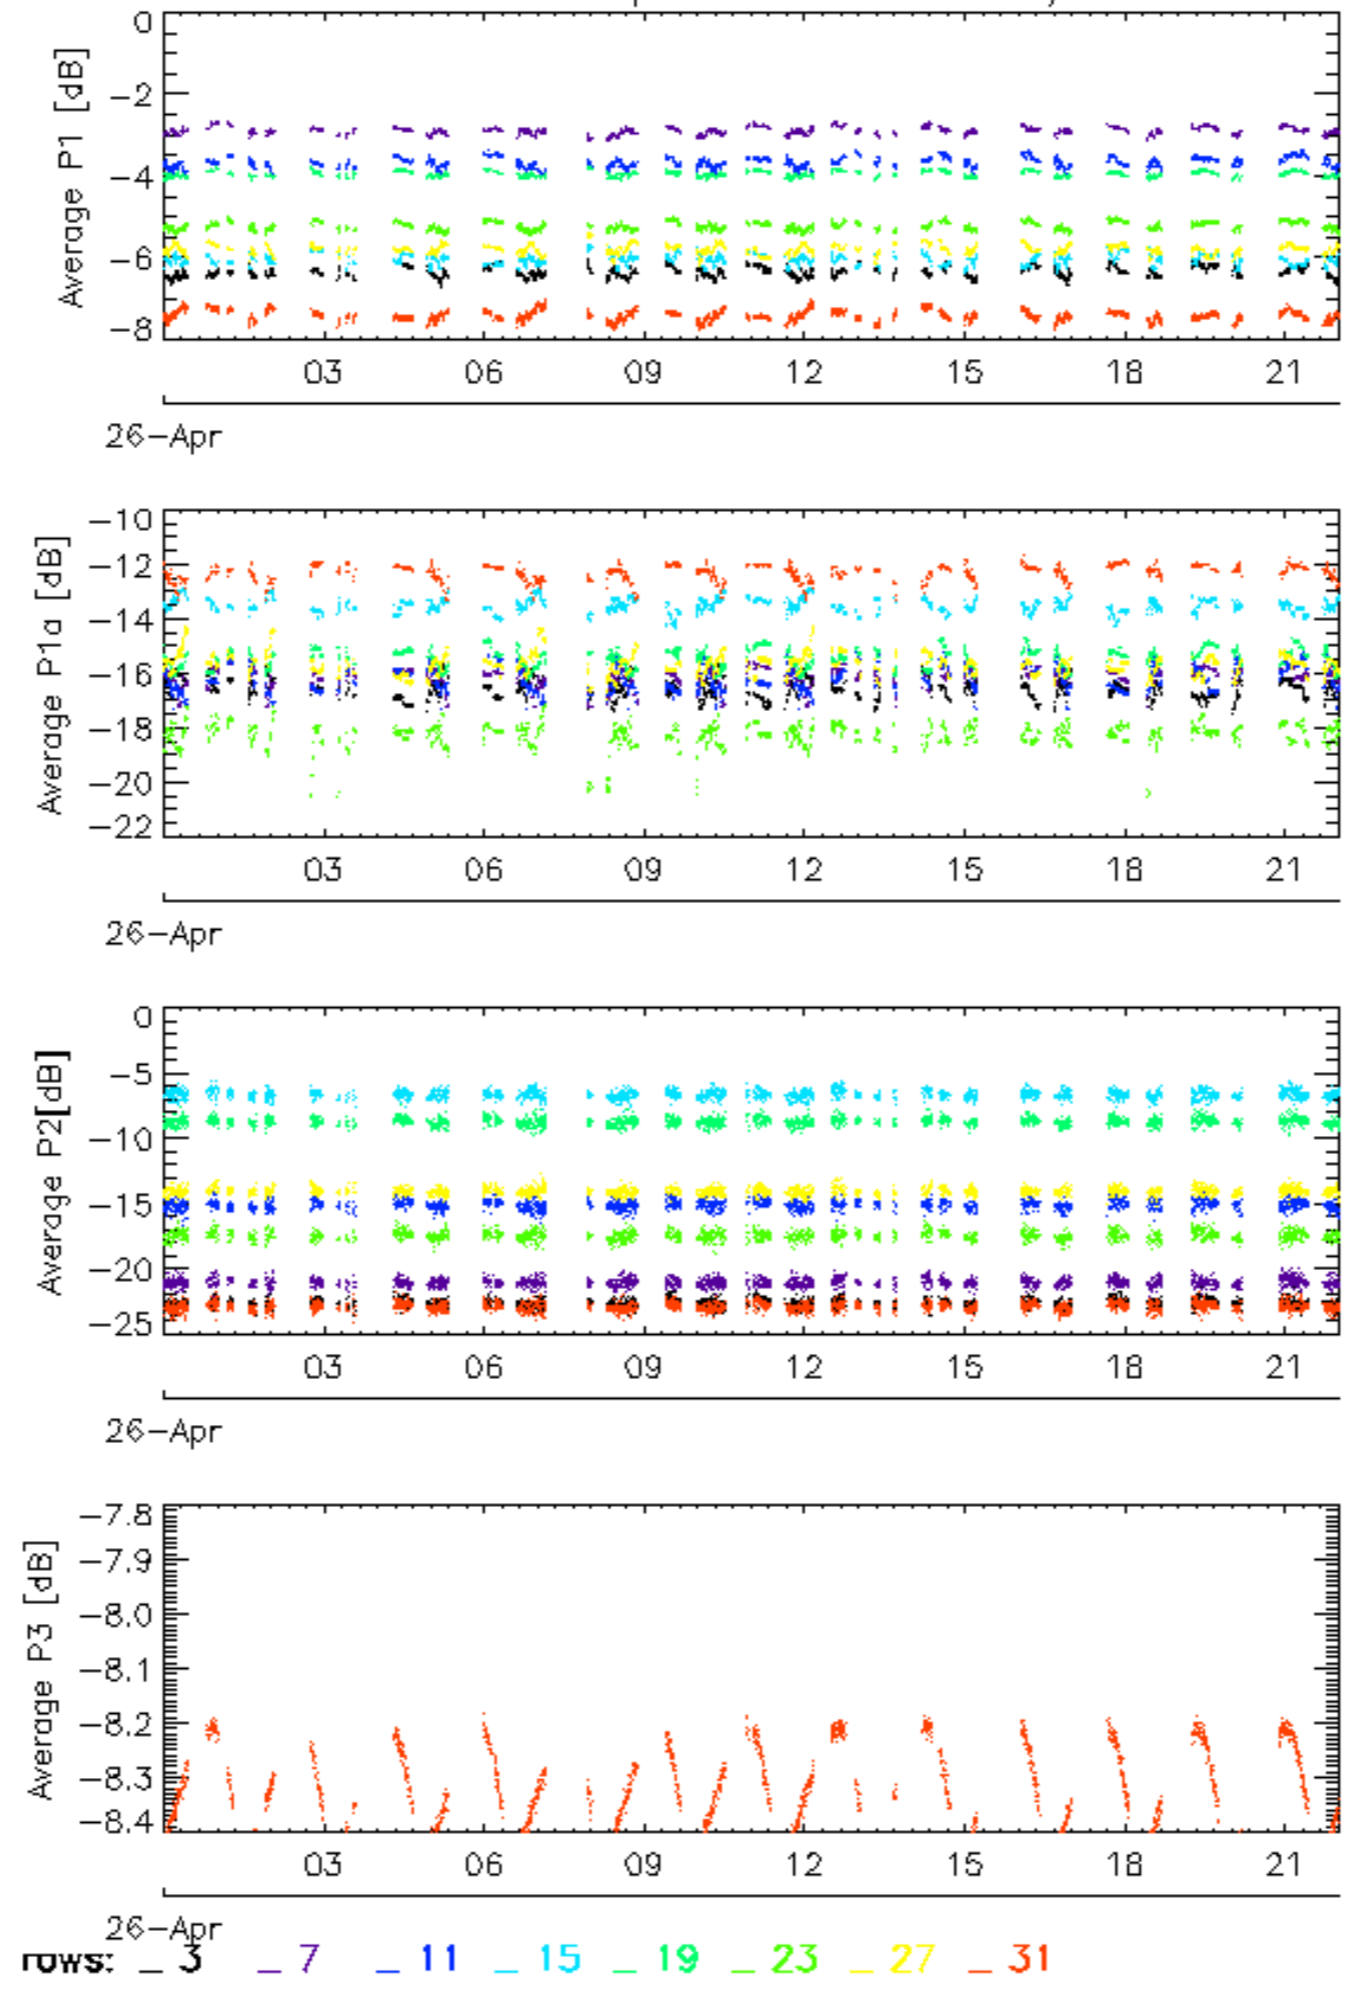 0
-2
-4
-6
-8
Average P1 [dB]
03 06 09 12 15 18 21
26-Apr
-10
-12
-14
-16
-18
-20
-22
Average P1a [dB]
03 06 09 12 15 18 21
26-Apr
0
-5
-10
-15
-20
-25
Average P2[dB]
03 06 09 12 15 18 21
26-Apr
-7.8
-7.9
-8.0
-8.1
-8.2
-8.3
-8.4
Average P3 [dB]
03 06 09 12 15 18 21
26-Apr
rows: _ 3 _ 7 _ 11 _ 15 _ 19 _ 23 _ 27 _ 31